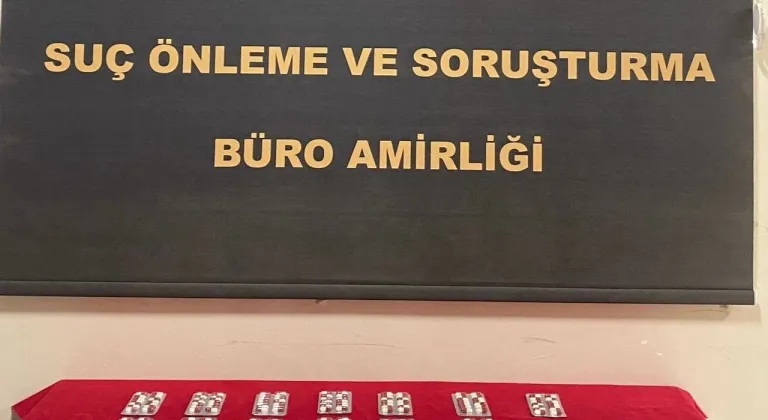 SUÇ ÖNLEME VE SORUŞTURMA
BÜRO AMİRLİĞİ